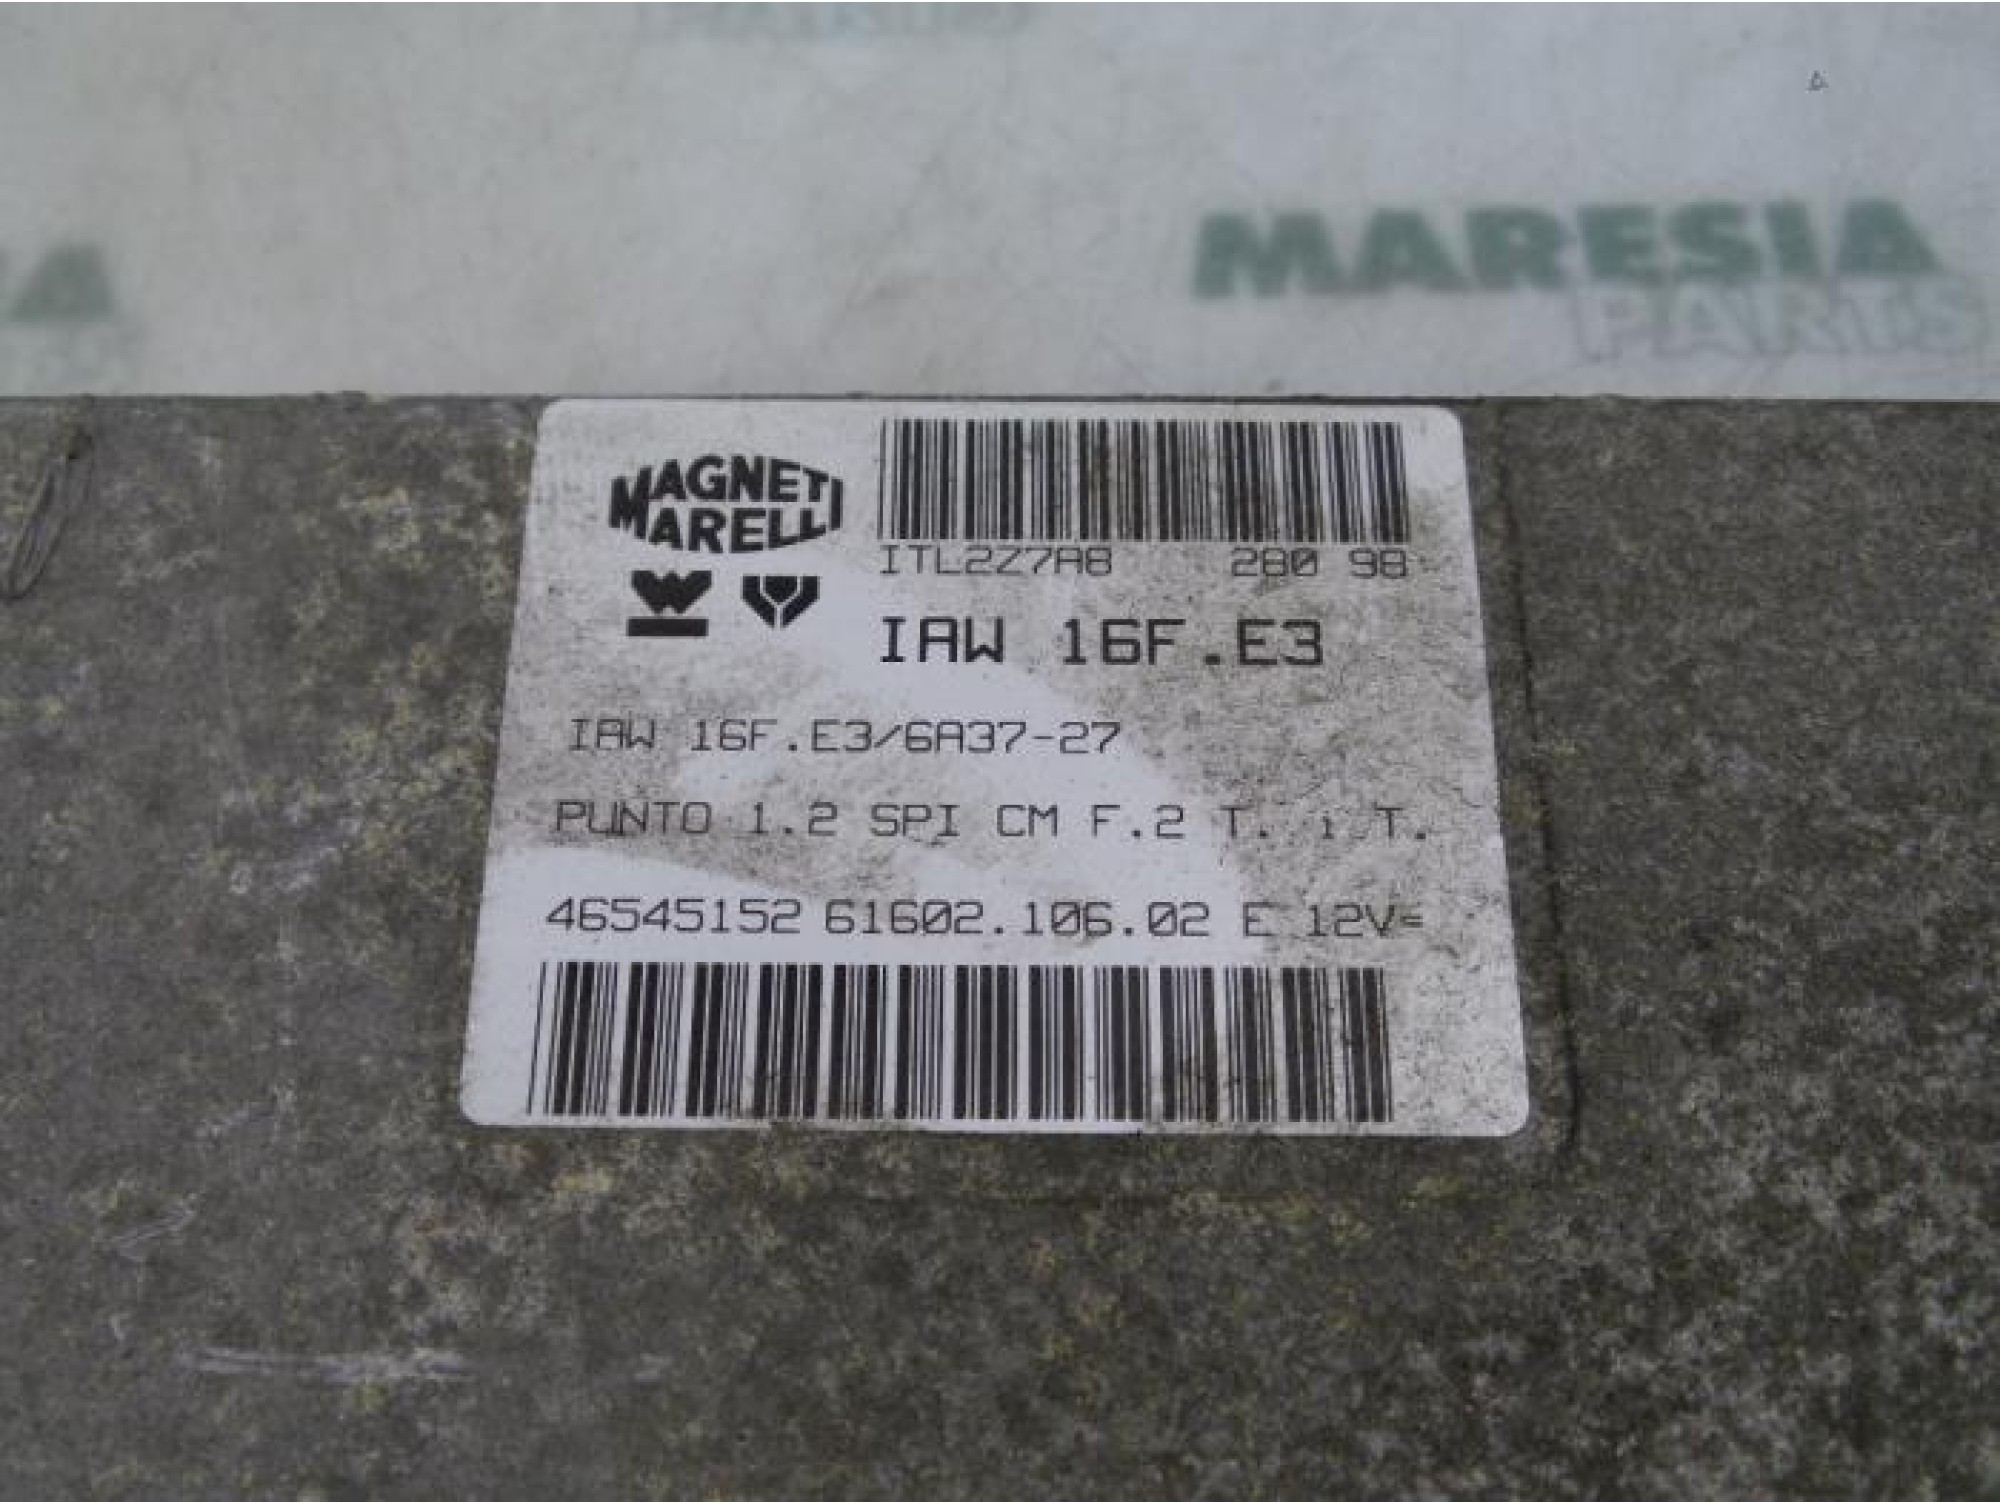 MARESIA
PARTS
MAGNETI
MARELLI
ITL2Z7A8 280 98
IAW 16F.E3
IAW 16F.E3/6A37-27
PUNTO 1.2 SPI CM F.2 T. i T.
46545152 61602.106.02 E 12V=